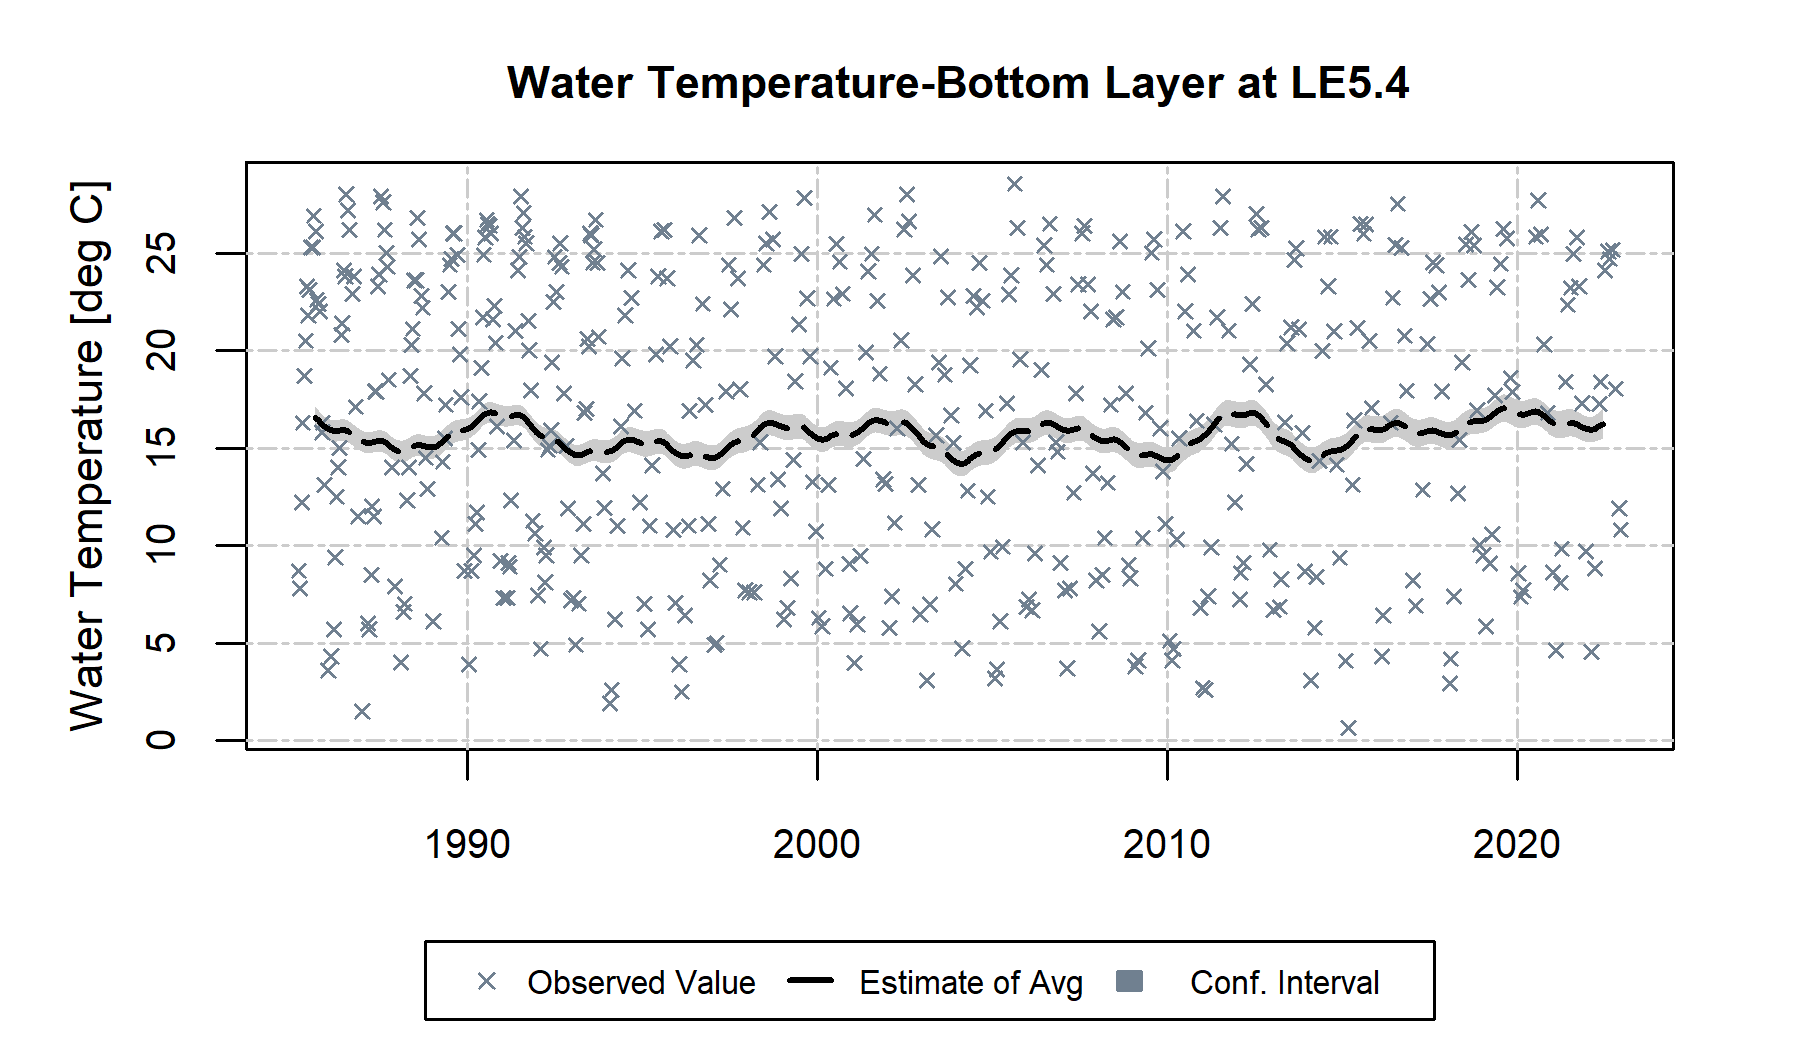 Water Temperature-Bottom Layer at LE5.4
Water Temperature [deg C]
25
20
15
10
5
0
1990 2000 2010 2020
Observed Value Estimate of Avg Conf. Interval